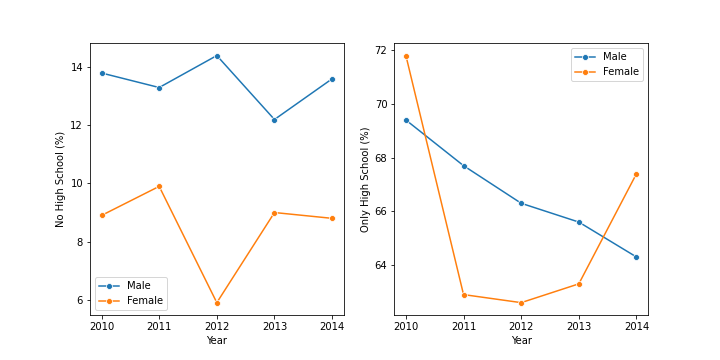 No High School (%)
14
12
10
8
6
2010 2011 2012 2013 2014
Year
Male
Female
Only High School (%)
72
70
68
66
64
2010 2011 2012 2013 2014
Year
Male
Female